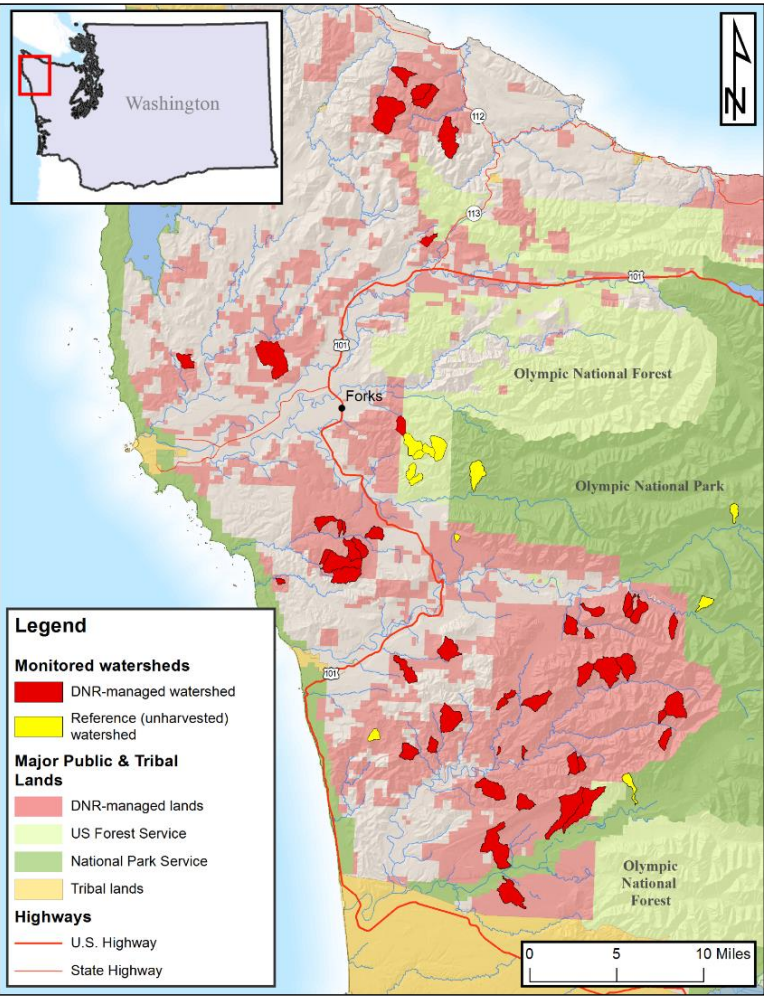 Washington
N
112
113
101
Olympic National Forest
101
Forks
Olympic National Park
101
Olympic
National
Forest
Legend
Monitored watersheds
DNR-managed watershed
Reference (unharvested)
watershed
Major Public & Tribal
Lands
DNR-managed lands
US Forest Service
National Park Service
Tribal lands
Highways
U.S. Highway
State Highway
0 5 10 Miles